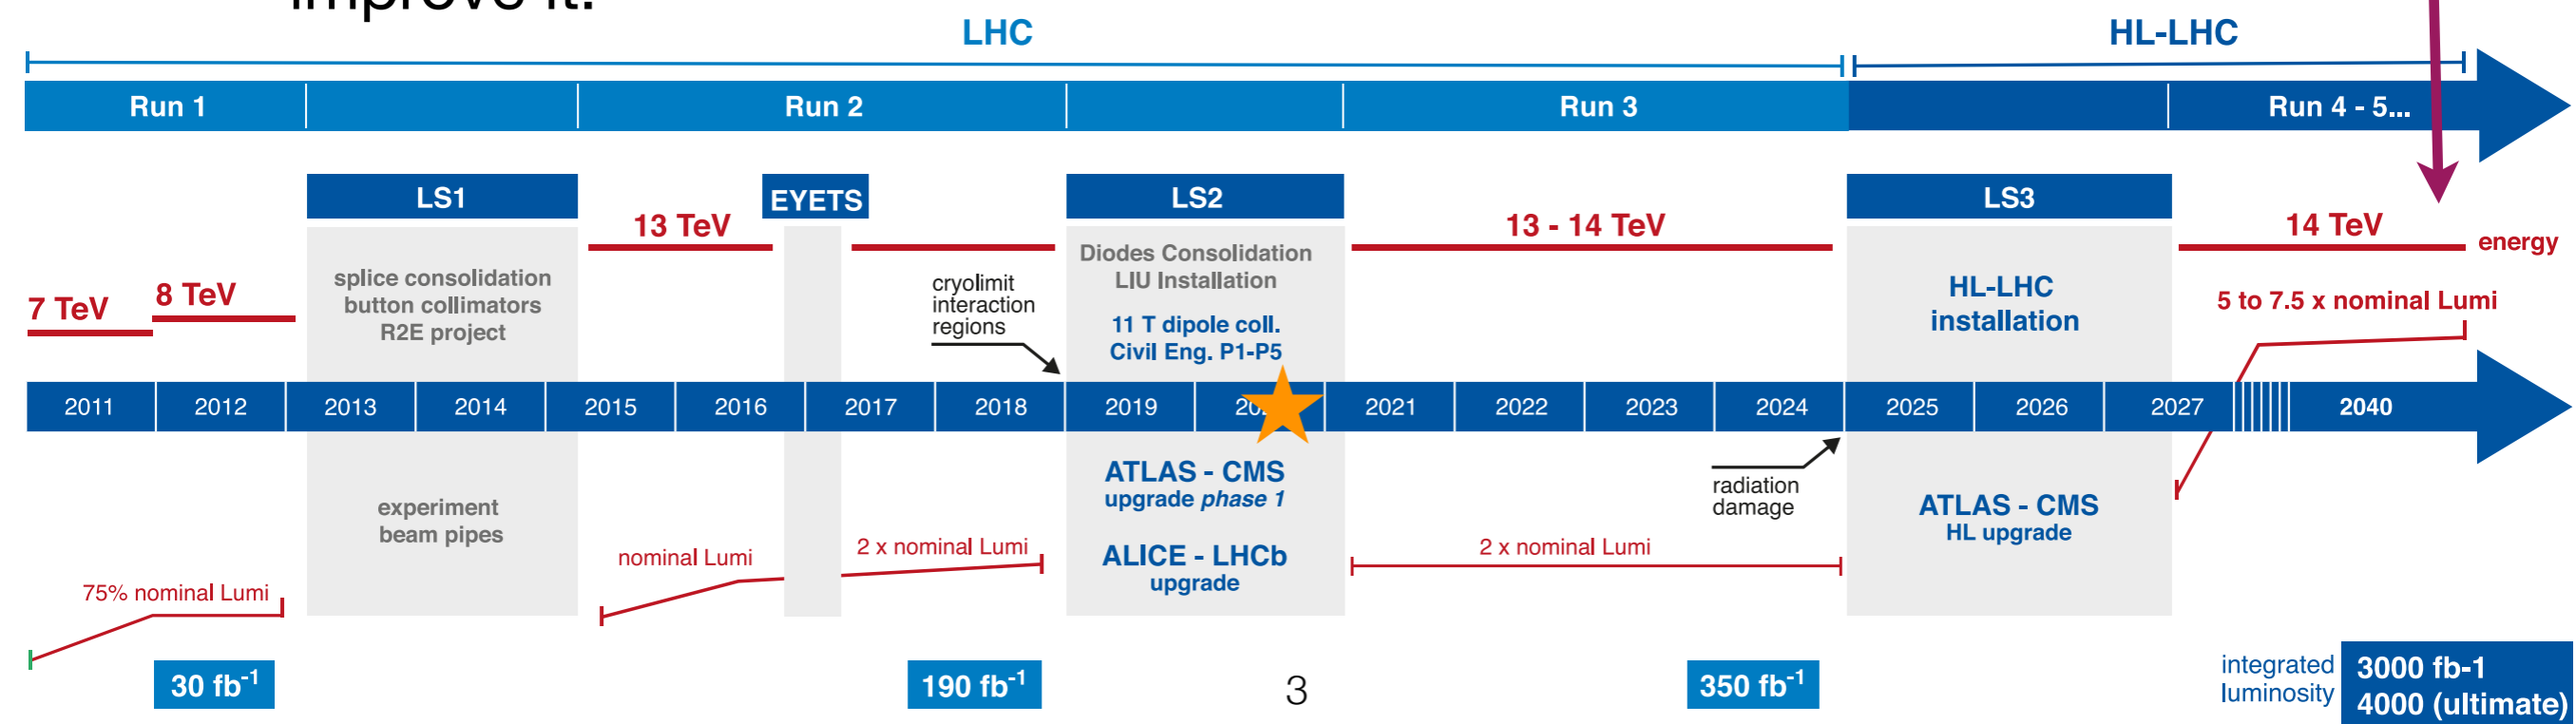 improve it.
LHC
HL-LHC
Run 1
Run 2
Run 3
Run 4 - 5...
LS1
EYETS
LS2
LS3
13 TeV
13 - 14 TeV
14 TeV
energy
7 TeV
8 TeV
splice consolidation
button collimators
R2E project
cryolimit
interaction
regions
Diodes Consolidation
LIU Installation
11 T dipole coll.
Civil Eng. P1-P5
HL-LHC
installation
5 to 7.5 x nominal Lumi
2011
2012
2013
2014
2015
2016
2017
2018
2019
2021
2022
2023
2024
2025
2026
2027
2040
experiment
beam pipes
ATLAS - CMS
upgrade phase 1
ALICE - LHCb
upgrade
radiation
damage
ATLAS - CMS
HL upgrade
75% nominal Lumi
nominal Lumi
2 x nominal Lumi
2 x nominal Lumi
30 fb-1
190 fb-1
3
350 fb-1
integrated
luminosity
3000 fb-1
4000 (ultimate)